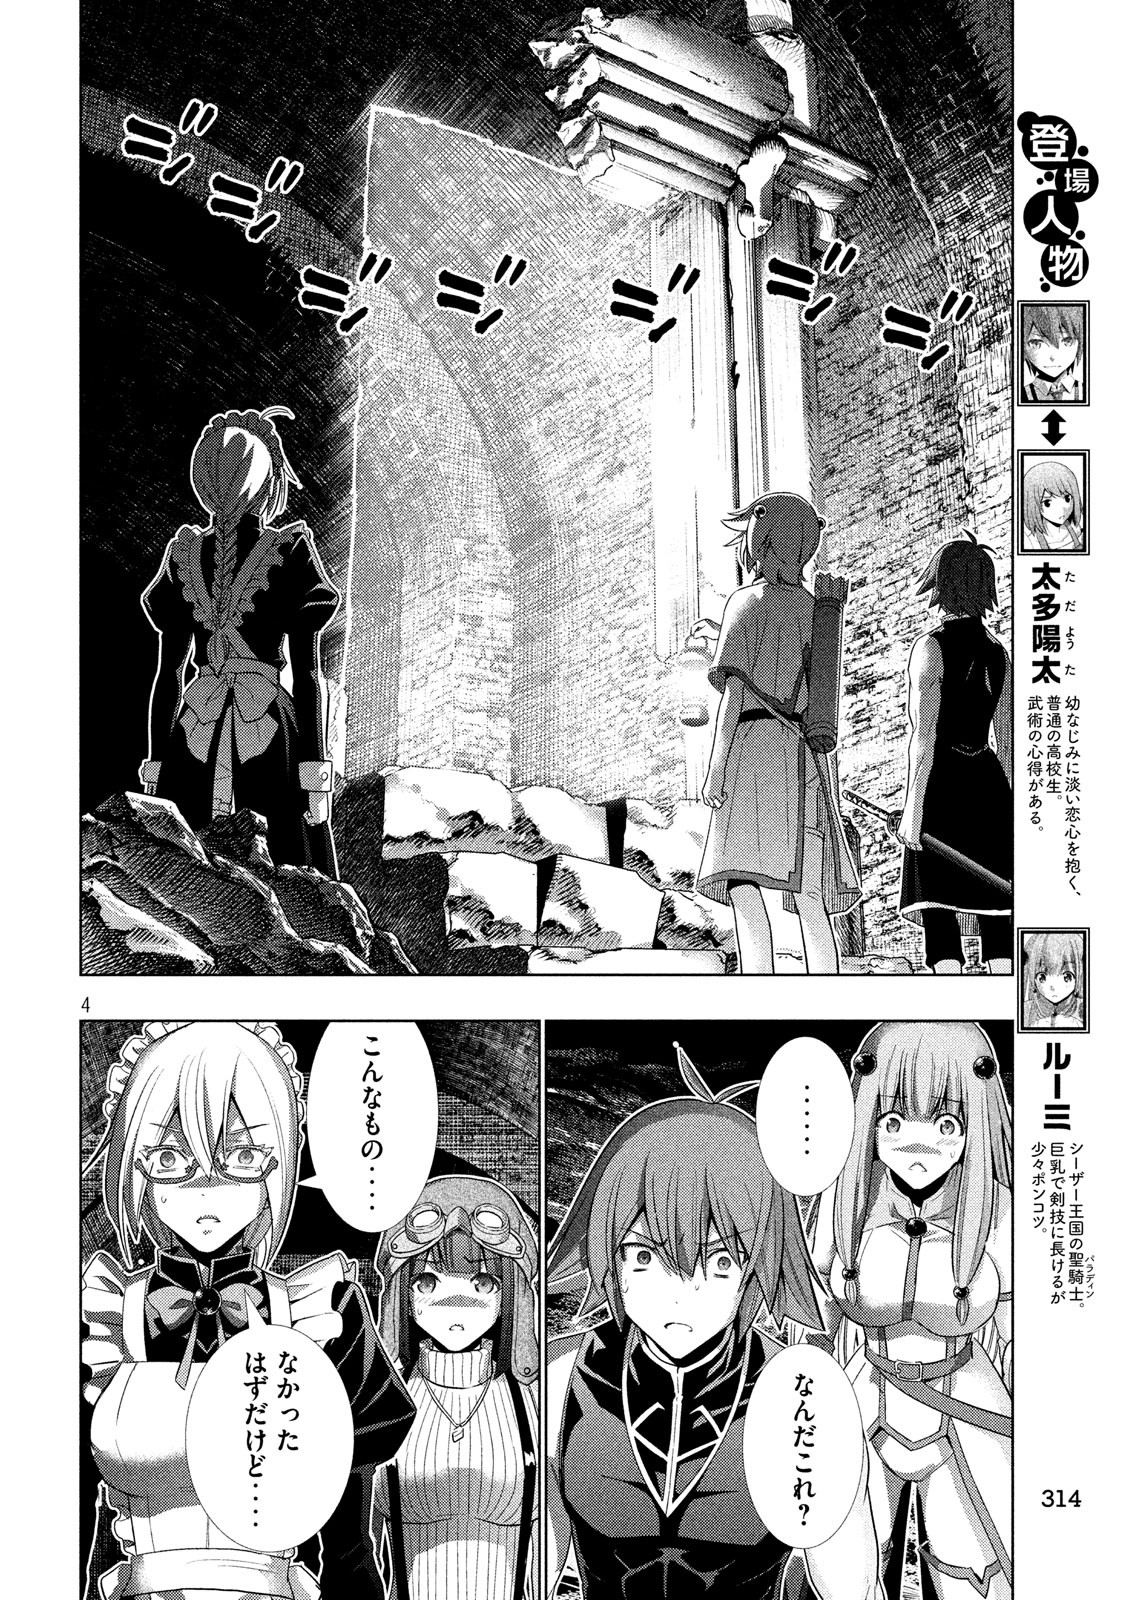 ゴゴゴゴゴゴゴ
4
‥‥‥
なんだこれ?
こんなもの‥‥
なかった
はずだけど‥‥
登場人物
太多陽太
ただようた
幼なじみに淡い恋心を抱く、
普通の高校生。
武術の心得がある。
ルーミ
シーザー王国の聖騎士。
パラディン
巨乳で剣技に長けるが
少々ポンコツ。
314